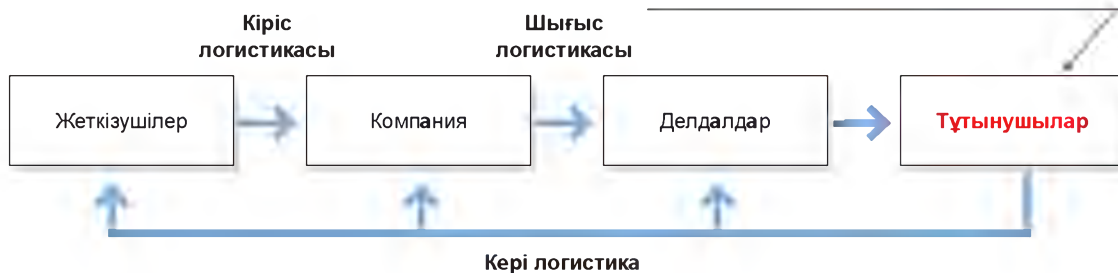 Кіріс
логистикасы
Шығыс
логистикасы
Жеткізушілер
Компания
Делдалдар
Тұтынушылар
Кері логистика